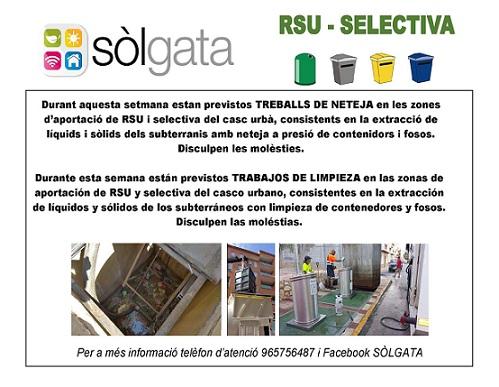 sòlgata
RSU - SELECTIVA
Durant aquesta setmana estan previstos TREBALLS DE NETEJA en les zones
d'aportació de RSU i selectiva del casc urbà, consistents en la extracció de
líquids i sòlids dels subterranis amb neteja a presió de contenidors i fosos.
Disculpen les molèsties.
Durante esta semana están previstos TRABAJOS DE LIMPIEZA en las zonas de
aportación de RSU y selectiva del casco urbano, consistentes en la extracción
de líquidos y sólidos de los subterráneos con limpieza de contenedores y fosos.
Disculpen las moléstias.
Per a més informació telèfon d'atenció 965756487 i Facebook SÒLGATA